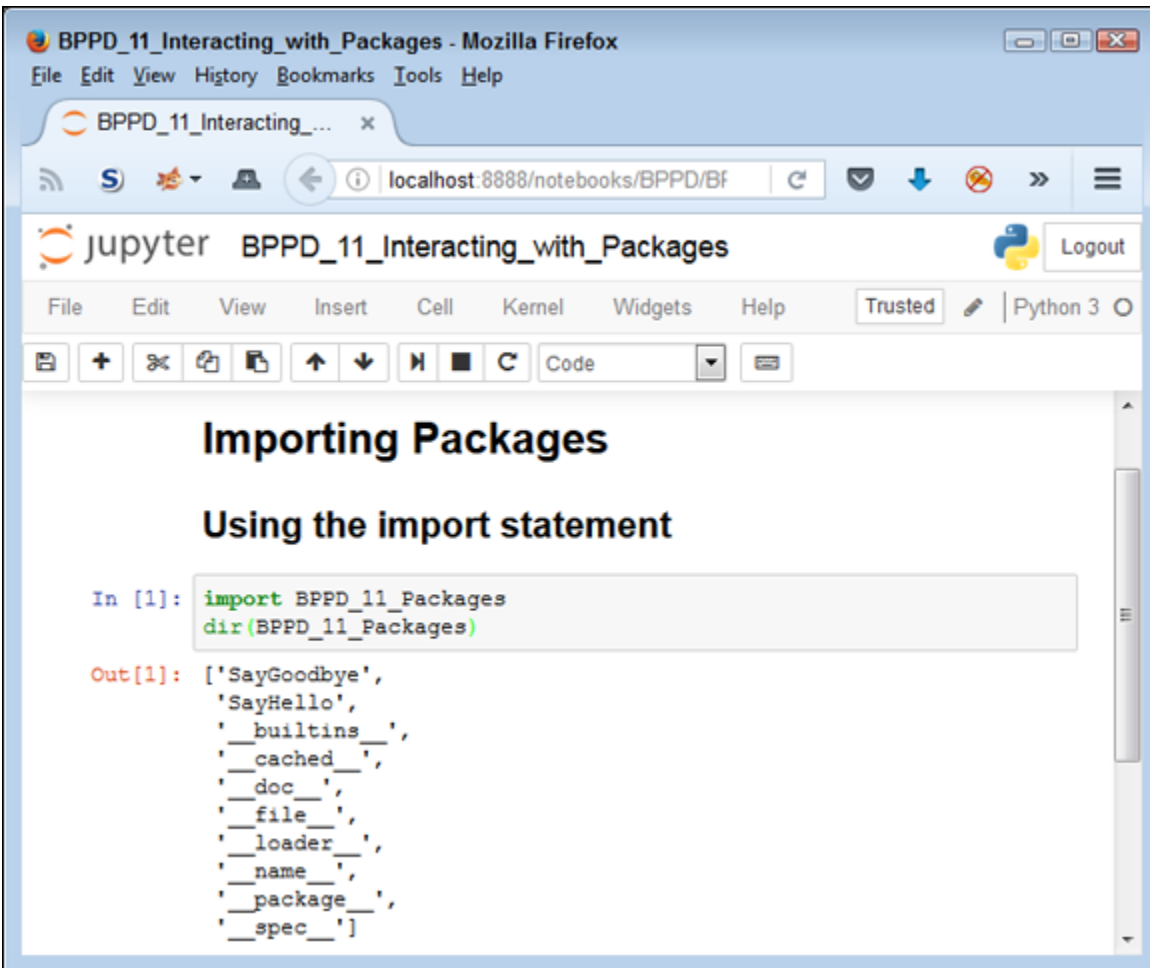 BPPD_11_Interacting_with_Packages - Mozilla Firefox
File Edit View History Bookmarks Tools Help
BPPD_11_Interacting_...
S localhost:8888/notebooks/BPPD/BF
jupyter BPPD_11_Interacting_with_Packages Logout
File Edit View Insert Cell Kernel Widgets Help Trusted Python 3
Code
Importing Packages
Using the import statement
In [1]: import BPPD_11_Packages
dir(BPPD_11_Packages)
Out[1]: ['SayGoodbye',
'SayHello',
'__builtins__',
'__cached__',
'__doc__',
'__file__',
'__loader__',
'__name__',
'__package__',
'__spec__']